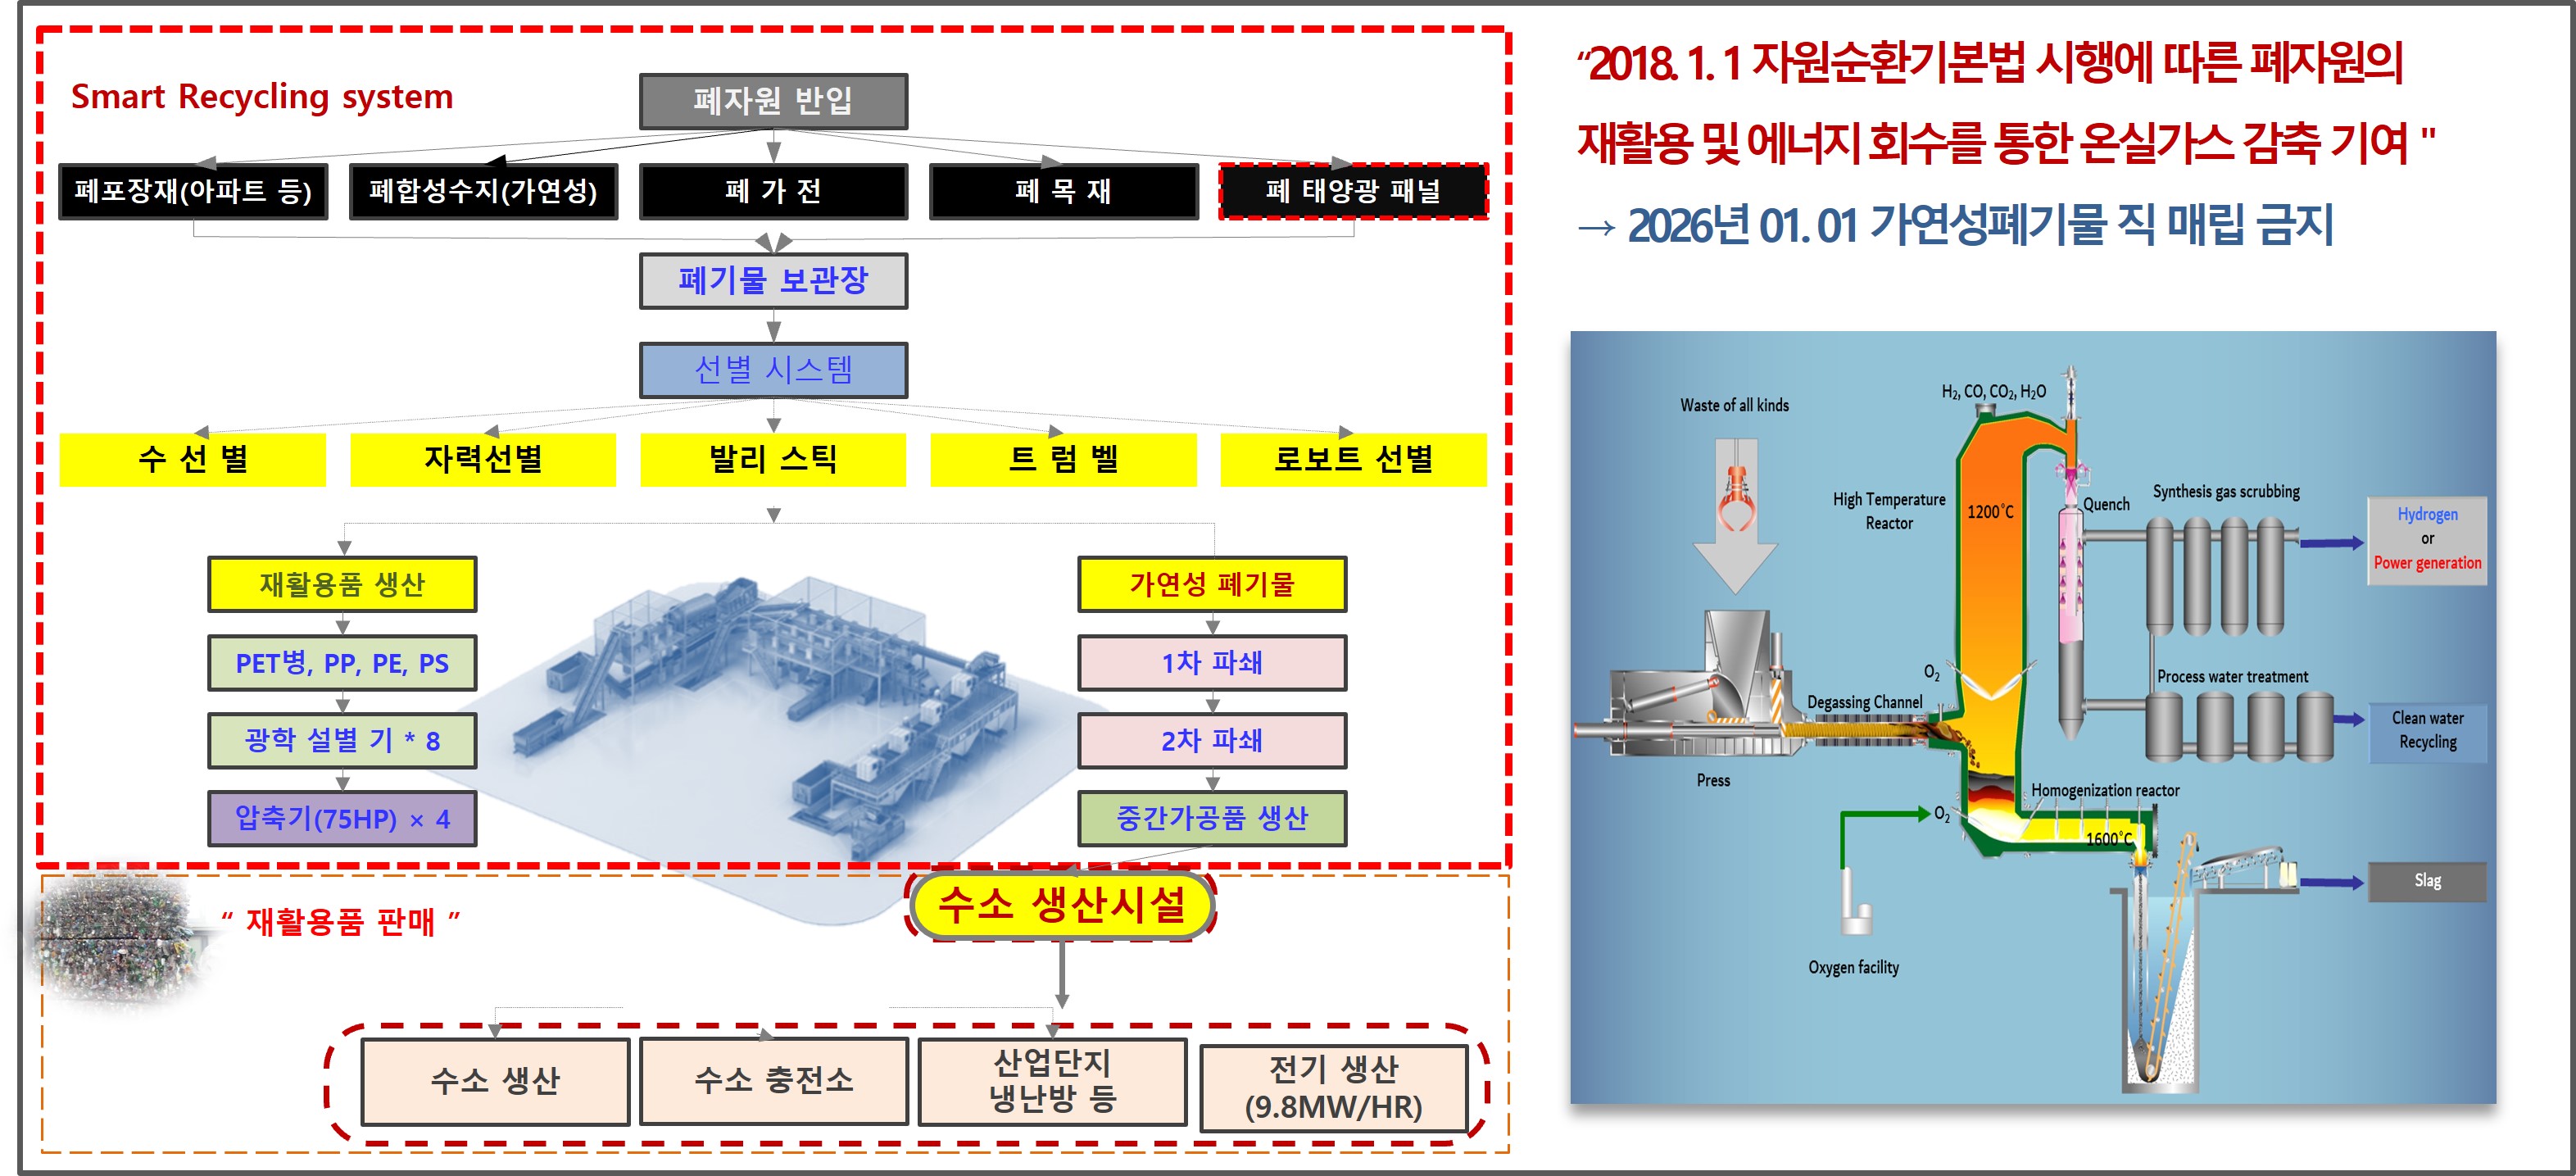 Smart Recycling system
폐자원 반입
폐포장재(아파트 등)
폐합성수지(가연성)
폐 가 전
폐 목 재
폐 태양광 패널
폐기물 보관장
선별 시스템
수 선 별
자력선별
발리 스틱
트 럼 벨
로보트 선별
재활용품 생산
PET병, PP, PE, PS
광학 설별 기 * 8
압축기(75HP) × 4
가연성 폐기물
1차 파쇄
2차 파쇄
중간가공품 생산
“ 재활용품 판매 ”
수소 생산시설
수소 생산
수소 충전소
산업단지
냉난방 등
전기 생산
(9.8MW/HR)
“2018. 1. 1 자원순환기본법 시행에 따른 폐자원의
재활용 및 에너지 회수를 통한 온실가스 감축 기여 "
→ 2026년 01. 01 가연성폐기물 직 매립 금지
Waste of all kinds
H₂, CO, CO₂, H₂O
High Temperature
Reactor
1200°C
Quench
Synthesis gas scrubbing
Hydrogen
or
Power generation
O₂
Process water treatment
Degassing Channel
Clean water
Recycling
Press
Homogenization reactor
O₂
1600°C
Slag
Oxygen facility